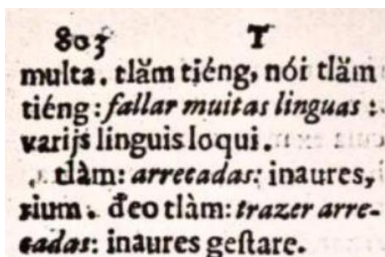 803 T
multa. tlăm tiéng, nói tlăm
tiéng: fallar muitas linguas:
varijs linguis loqui.
tlàm: arrecadas: inaures,
rium. đeo tlàm: trazer arre-
cadas: inaures geſtare.